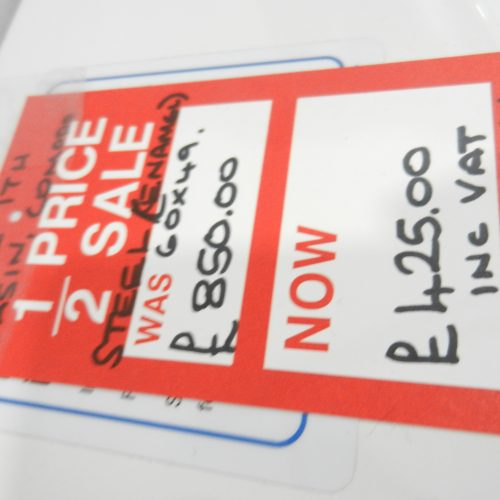 1/2 PRICE
SALE
STEEL (ENAMEL)
60X49.
WAS
£850.00
NOW
£425.00
INC VAT